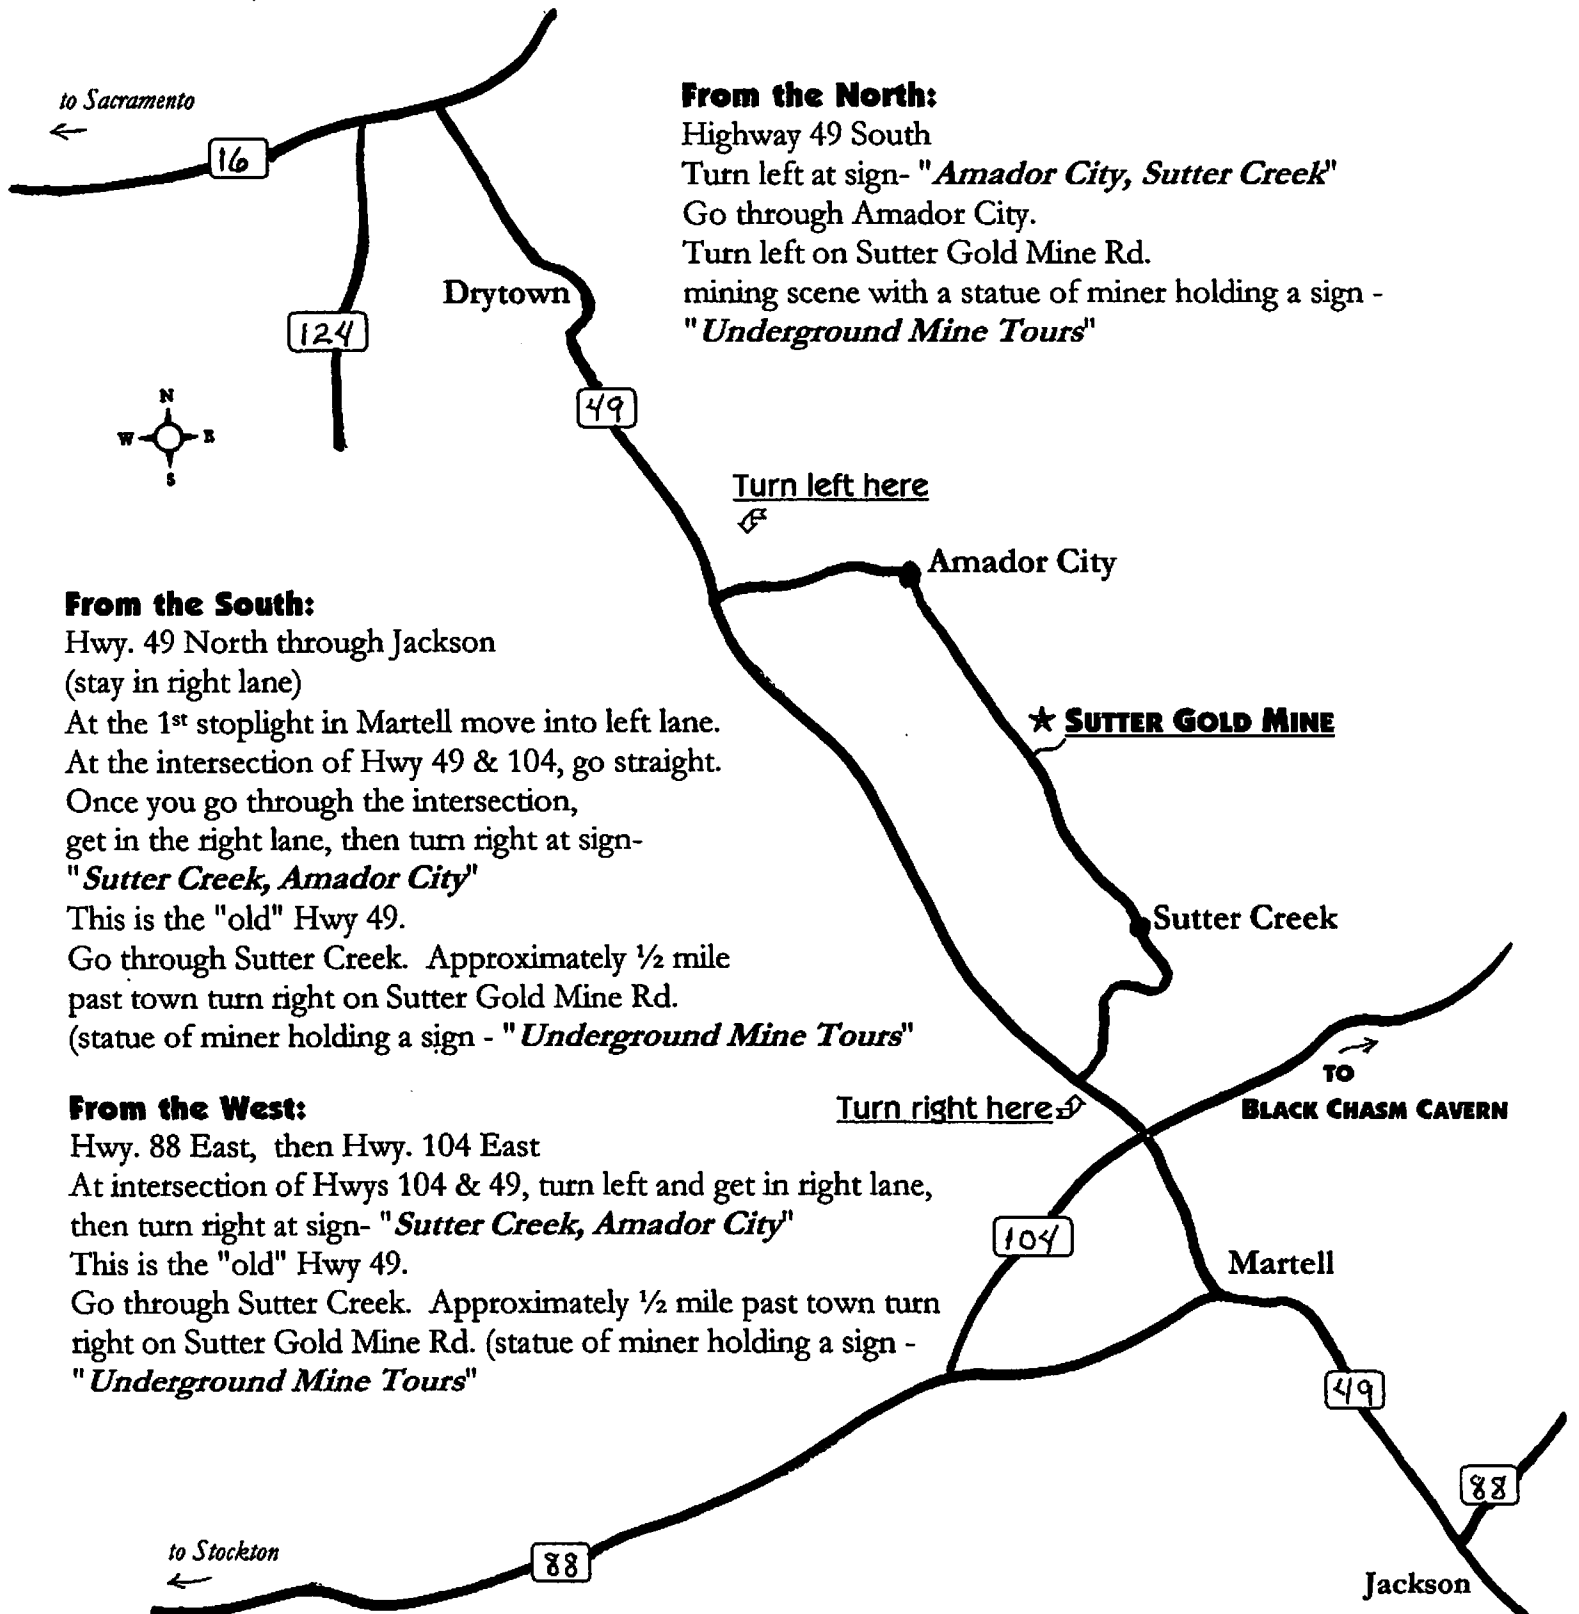 to Sacramento
16
From the North:
Highway 49 South
Turn left at sign- "Amador City, Sutter Creek"
Go through Amador City.
Turn left on Sutter Gold Mine Rd.
mining scene with a statue of miner holding a sign -
"Underground Mine Tours"
Drytown
124
49
N
W E
S
Turn left here
Amador City
From the South:
Hwy. 49 North through Jackson
(stay in right lane)
At the 1st stoplight in Martell move into left lane.
At the intersection of Hwy 49 & 104, go straight.
Once you go through the intersection,
get in the right lane, then turn right at sign-
"Sutter Creek, Amador City"
This is the "old" Hwy 49.
Go through Sutter Creek. Approximately ½ mile
past town turn right on Sutter Gold Mine Rd.
(statue of miner holding a sign - "Underground Mine Tours"
SUTTER GOLD MINE
Sutter Creek
TO
BLACK CHASM CAVERN
Turn right here
From the West:
Hwy. 88 East, then Hwy. 104 East
At intersection of Hwys 104 & 49, turn left and get in right lane,
then turn right at sign- "Sutter Creek, Amador City"
This is the "old" Hwy 49.
Go through Sutter Creek. Approximately ½ mile past town turn
right on Sutter Gold Mine Rd. (statue of miner holding a sign -
"Underground Mine Tours"
104
Martell
49
88
to Stockton
88
Jackson